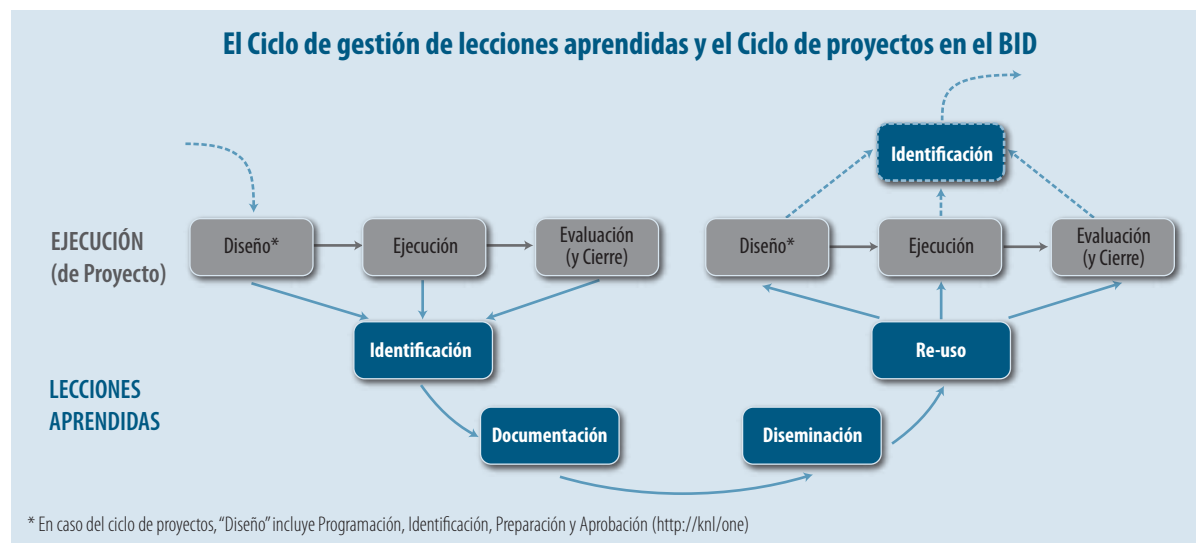 El Ciclo de gestión de lecciones aprendidas y el Ciclo de proyectos en el BID
Identificación
EJECUCIÓN
(de Proyecto)
Diseño*
Ejecución
Evaluación
(y Cierre)
Diseño*
Ejecución
Evaluación
(y Cierre)
Identificación
Re-uso
LECCIONES
APRENDIDAS
Documentación
Diseminación
* En caso del ciclo de proyectos, “Diseño” incluye Programación, Identificación, Preparación y Aprobación (http://knl/one)